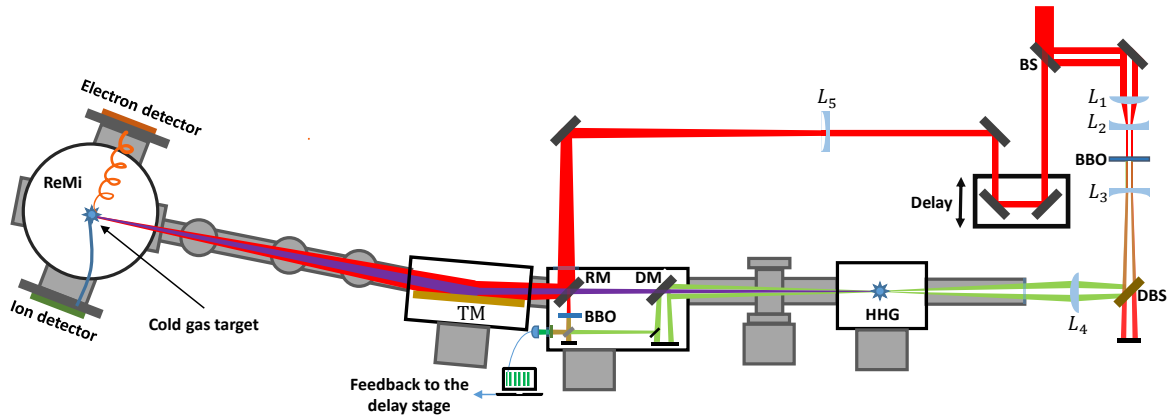 BS
Electron detector
L₁
L₂
L₅
BBO
ReMi
L₃
Delay
RM
DM
DBS
TM
BBO
HHG
L₄
Cold gas target
Ion detector
Feedback to the
delay stage